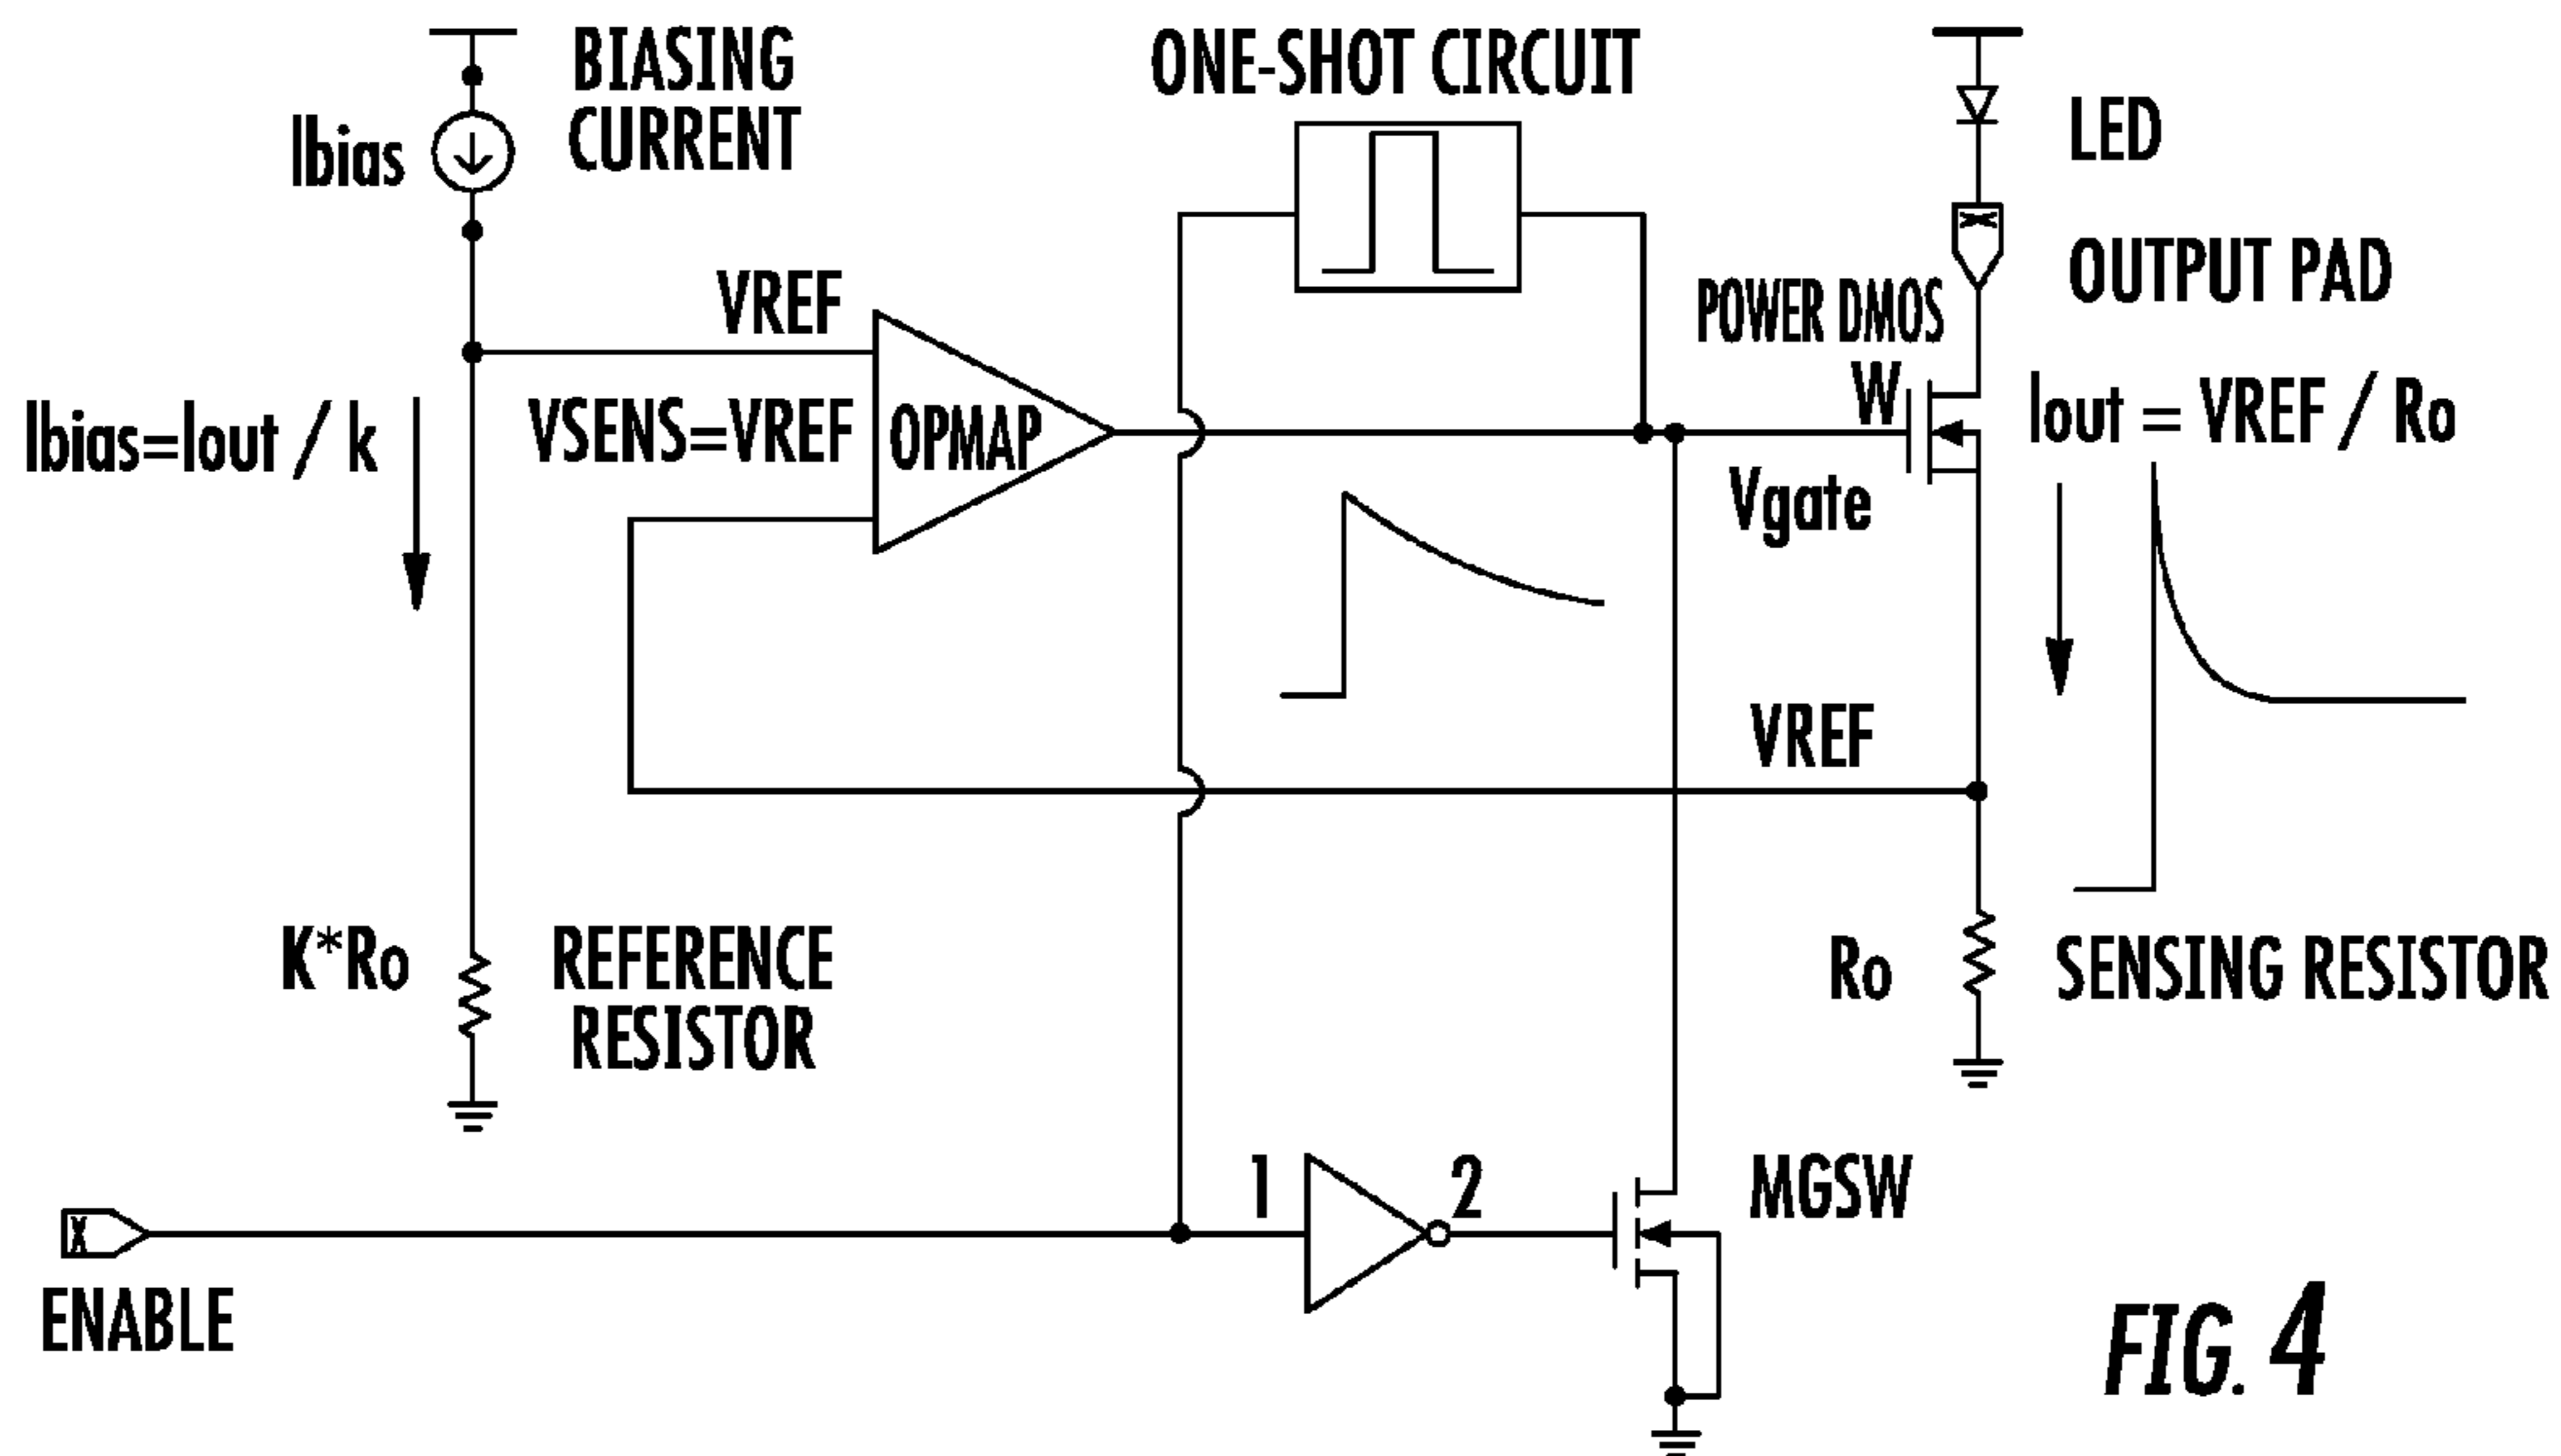 BIASING
CURRENT
Ibias
ONE-SHOT CIRCUIT
LED
OUTPUT PAD
POWER DMOS
W
VREF
VSENS=VREF
OPMAP
Ibias=Iout / k
Iout = VREF / Ro
Vgate
VREF
K*Ro
REFERENCE
RESISTOR
Ro
SENSING RESISTOR
1
2
MGSW
X
ENABLE
FIG. 4